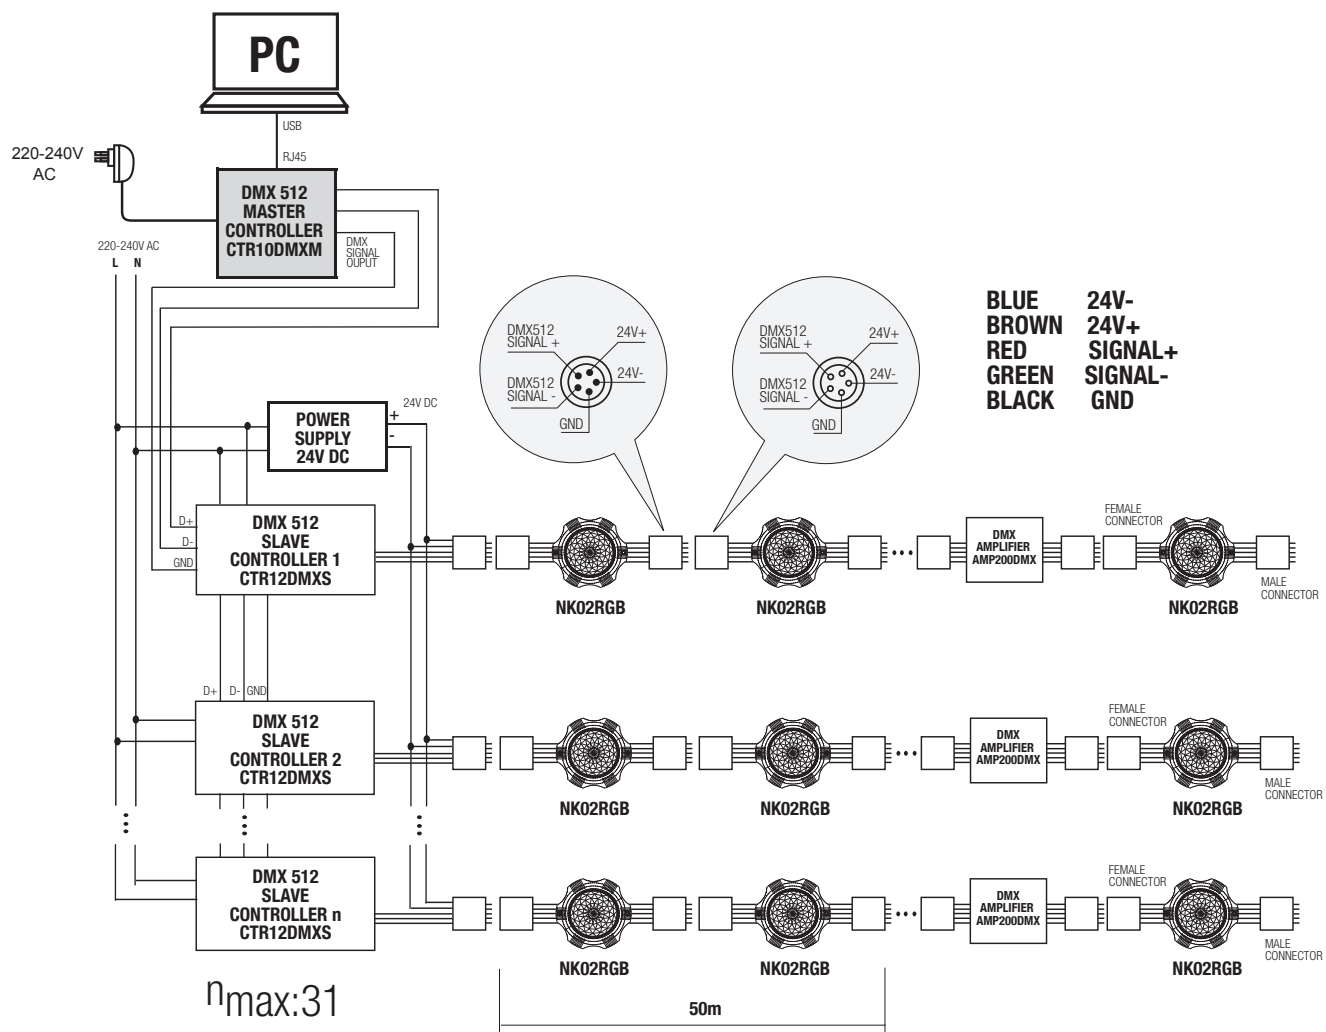 PC
USB
220-240V
AC
RJ45
DMX 512
MASTER
CONTROLLER
CTR10DMXM
DMX
SIGNAL
OUPUT
220-240V AC
L N
BLUE 24V-
BROWN 24V+
RED SIGNAL+
GREEN SIGNAL-
BLACK GND
DMX512
SIGNAL +
24V+
DMX512
SIGNAL -
24V-
GND
DMX512
SIGNAL +
24V+
DMX512
SIGNAL -
24V-
GND
POWER
SUPPLY
24V DC
24V DC
+
-
D+
D-
GND
DMX 512
SLAVE
CONTROLLER 1
CTR12DMXS
NK02RGB
NK02RGB
...
DMX
AMPLIFIER
AMP200DMX
FEMALE
CONNECTOR
NK02RGB
MALE
CONNECTOR
D+ D- GND
DMX 512
SLAVE
CONTROLLER 2
CTR12DMXS
NK02RGB
NK02RGB
...
DMX
AMPLIFIER
AMP200DMX
FEMALE
CONNECTOR
NK02RGB
MALE
CONNECTOR
DMX 512
SLAVE
CONTROLLER n
CTR12DMXS
NK02RGB
NK02RGB
...
DMX
AMPLIFIER
AMP200DMX
FEMALE
CONNECTOR
NK02RGB
MALE
CONNECTOR
nmax:31
50m